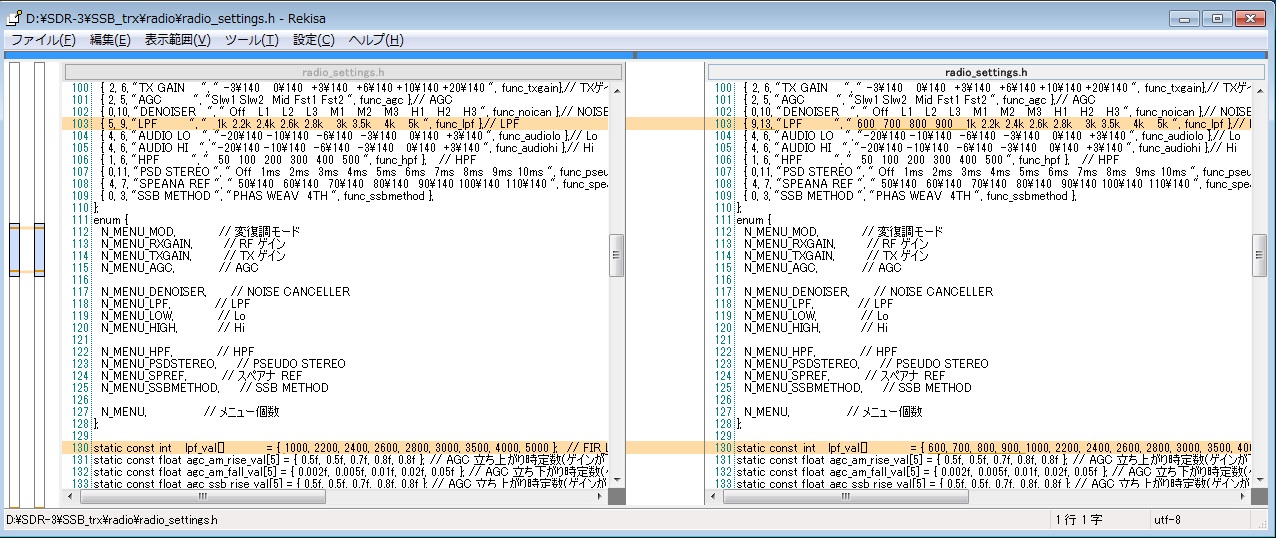 D:¥SDR-3¥SSB_trx¥radio¥radio_settings.h - Rekisa
ファイル(F) 編集(E) 表示範囲(V) ツール(T) 設定(C) ヘルプ(H)
radio_settings.h
100 { 2, 6, "TX GAIN ", " -3¥140 0¥140 +3¥140 +6¥140 +10¥140 +20¥140 ", func_txgain},// TXゲ
101 { 2, 5, "AGC ", "Slw1 Slw2 Mid Fst1 Fst2 ", func_agc },// AGC
102 { 0,10, "DENOISER ", " Off L1 L2 L3 M1 M2 M3 H1 H2 H3 ", func_noican },// NOISE
103 { 5, 9, "LPF ", " 1k 2.2k 2.4k 2.6k 2.8k 3k 3.5k 4k 5k ", func_lpf },// LPF
104 { 4, 6, "AUDIO LO ", "-20¥140 -10¥140 -6¥140 -3¥140 0¥140 +3¥140 ", func_audiolo },// Lo
105 { 4, 6, "AUDIO HI ", "-20¥140 -10¥140 -6¥140 -3¥140 0¥140 +3¥140 ", func_audiohi },// Hi
106 { 1, 6, "HPF ", " 50 100 200 300 400 500 ", func_hpf }, // HPF
107 { 0,11, "PSD STEREO ", " Off 1ms 2ms 3ms 4ms 5ms 6ms 7ms 8ms 9ms 10ms ", func_pseu
108 { 4, 7, "SPEANA REF ", " 50¥140 60¥140 70¥140 80¥140 90¥140 100¥140 110¥140 ", func_spea
109 { 0, 3, "SSB METHOD ", "PHAS WEAV 4TH ", func_ssbmethod },
110 };
111 enum {
112 N_MENU_MOD, // 変復調モード
113 N_MENU_RXGAIN, // RF ゲイン
114 N_MENU_TXGAIN, // TX ゲイン
115 N_MENU_AGC, // AGC
116
117 N_MENU_DENOISER, // NOISE CANCELLER
118 N_MENU_LPF, // LPF
119 N_MENU_LOW, // Lo
120 N_MENU_HIGH, // Hi
121
122 N_MENU_HPF, // HPF
123 N_MENU_PSDSTEREO, // PSEUDO STEREO
124 N_MENU_SPREF, // スペアナ REF
125 N_MENU_SSBMETHOD, // SSB METHOD
126
127 N_MENU, // メニュー個数
128 };
129
130 static const int lpf_val[] = { 1000, 2200, 2400, 2600, 2800, 3000, 3500, 4000, 5000 }; // FIR L
131 static const float agc_am_rise_val[5] = { 0.5f, 0.5f, 0.7f, 0.8f, 0.8f }; // AGC 立ち上がり時定数(ゲインが
132 static const float agc_am_fall_val[5] = { 0.002f, 0.005f, 0.01f, 0.02f, 0.05f }; // AGC 立ち下がり時定数(
133 static const float agc_ssb_rise_val[5] = { 0.5f, 0.5f, 0.7f, 0.8f, 0.8f }; // AGC 立ち上がり時定数(ゲインが
radio_settings.h
100 { 2, 6, "TX GAIN ", " -3¥140 0¥140 +3¥140 +6¥140 +10¥140 +20¥140 ", func_txgain},// TXゲ
101 { 2, 5, "AGC ", "Slw1 Slw2 Mid Fst1 Fst2 ", func_agc },// AGC
102 { 0,10, "DENOISER ", " Off L1 L2 L3 M1 M2 M3 H1 H2 H3 ", func_noican },// NOISE
103 { 9,13, "LPF ", " 600 700 800 900 1k 2.2k 2.4k 2.6k 2.8k 3k 3.5k 4k 5k ", func_lpf },// L
104 { 4, 6, "AUDIO LO ", "-20¥140 -10¥140 -6¥140 -3¥140 0¥140 +3¥140 ", func_audiolo },// Lo
105 { 4, 6, "AUDIO HI ", "-20¥140 -10¥140 -6¥140 -3¥140 0¥140 +3¥140 ", func_audiohi },// Hi
106 { 1, 6, "HPF ", " 50 100 200 300 400 500 ", func_hpf }, // HPF
107 { 0,11, "PSD STEREO ", " Off 1ms 2ms 3ms 4ms 5ms 6ms 7ms 8ms 9ms 10ms ", func_pseu
108 { 4, 7, "SPEANA REF ", " 50¥140 60¥140 70¥140 80¥140 90¥140 100¥140 110¥140 ", func_spea
109 { 0, 3, "SSB METHOD ", "PHAS WEAV 4TH ", func_ssbmethod },
110 };
111 enum {
112 N_MENU_MOD, // 変復調モード
113 N_MENU_RXGAIN, // RF ゲイン
114 N_MENU_TXGAIN, // TX ゲイン
115 N_MENU_AGC, // AGC
116
117 N_MENU_DENOISER, // NOISE CANCELLER
118 N_MENU_LPF, // LPF
119 N_MENU_LOW, // Lo
120 N_MENU_HIGH, // Hi
121
122 N_MENU_HPF, // HPF
123 N_MENU_PSDSTEREO, // PSEUDO STEREO
124 N_MENU_SPREF, // スペアナ REF
125 N_MENU_SSBMETHOD, // SSB METHOD
126
127 N_MENU, // メニュー個数
128 };
129
130 static const int lpf_val[] = { 600, 700, 800, 900, 1000, 2200, 2400, 2600, 2800, 3000, 3500, 40
131 static const float agc_am_rise_val[5] = { 0.5f, 0.5f, 0.7f, 0.8f, 0.8f }; // AGC 立ち上がり時定数(ゲインが
132 static const float agc_am_fall_val[5] = { 0.002f, 0.005f, 0.01f, 0.02f, 0.05f }; // AGC 立ち下がり時定数(
133 static const float agc_ssb_rise_val[5] = { 0.5f, 0.5f, 0.7f, 0.8f, 0.8f }; // AGC 立ち上がり時定数(ゲインが
D:¥SDR-3¥SSB_trx¥radio¥radio_settings.h 1 行 1 字 utf-8